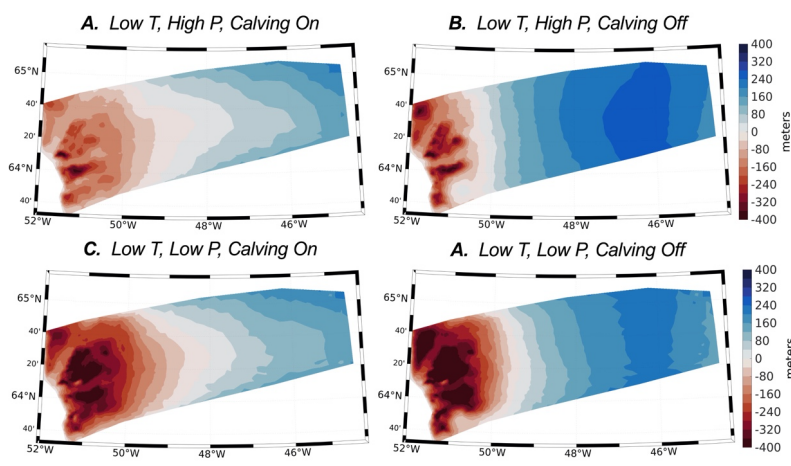 A. Low T, High P, Calving On
B. Low T, High P, Calving Off
65°N
40'
20'
64°N
40'
52°W
50°W
48°W
46°W
65°N
40'
20'
64°N
40'
52°W
50°W
48°W
46°W
400
320
240
160
80
0
-80
-160
-240
-320
-400
meters
C. Low T, Low P, Calving On
A. Low T, Low P, Calving Off
65°N
40'
20'
64°N
40'
52°W
50°W
48°W
46°W
65°N
40'
20'
64°N
40'
52°W
50°W
48°W
46°W
400
320
240
160
80
0
-80
-160
-240
-320
-400
meters